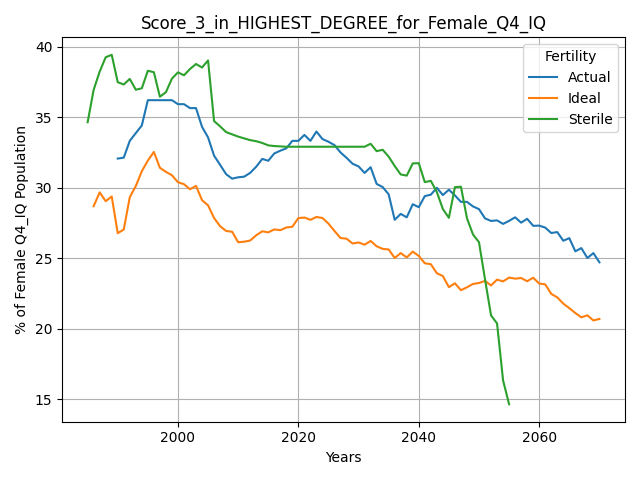 Score_3_in_HIGHEST_DEGREE_for_Female_Q4_IQ
% of Female Q4_IQ Population
40
35
30
25
20
15
Fertility
Actual
Ideal
Sterile
2000 2020 2040 2060
Years